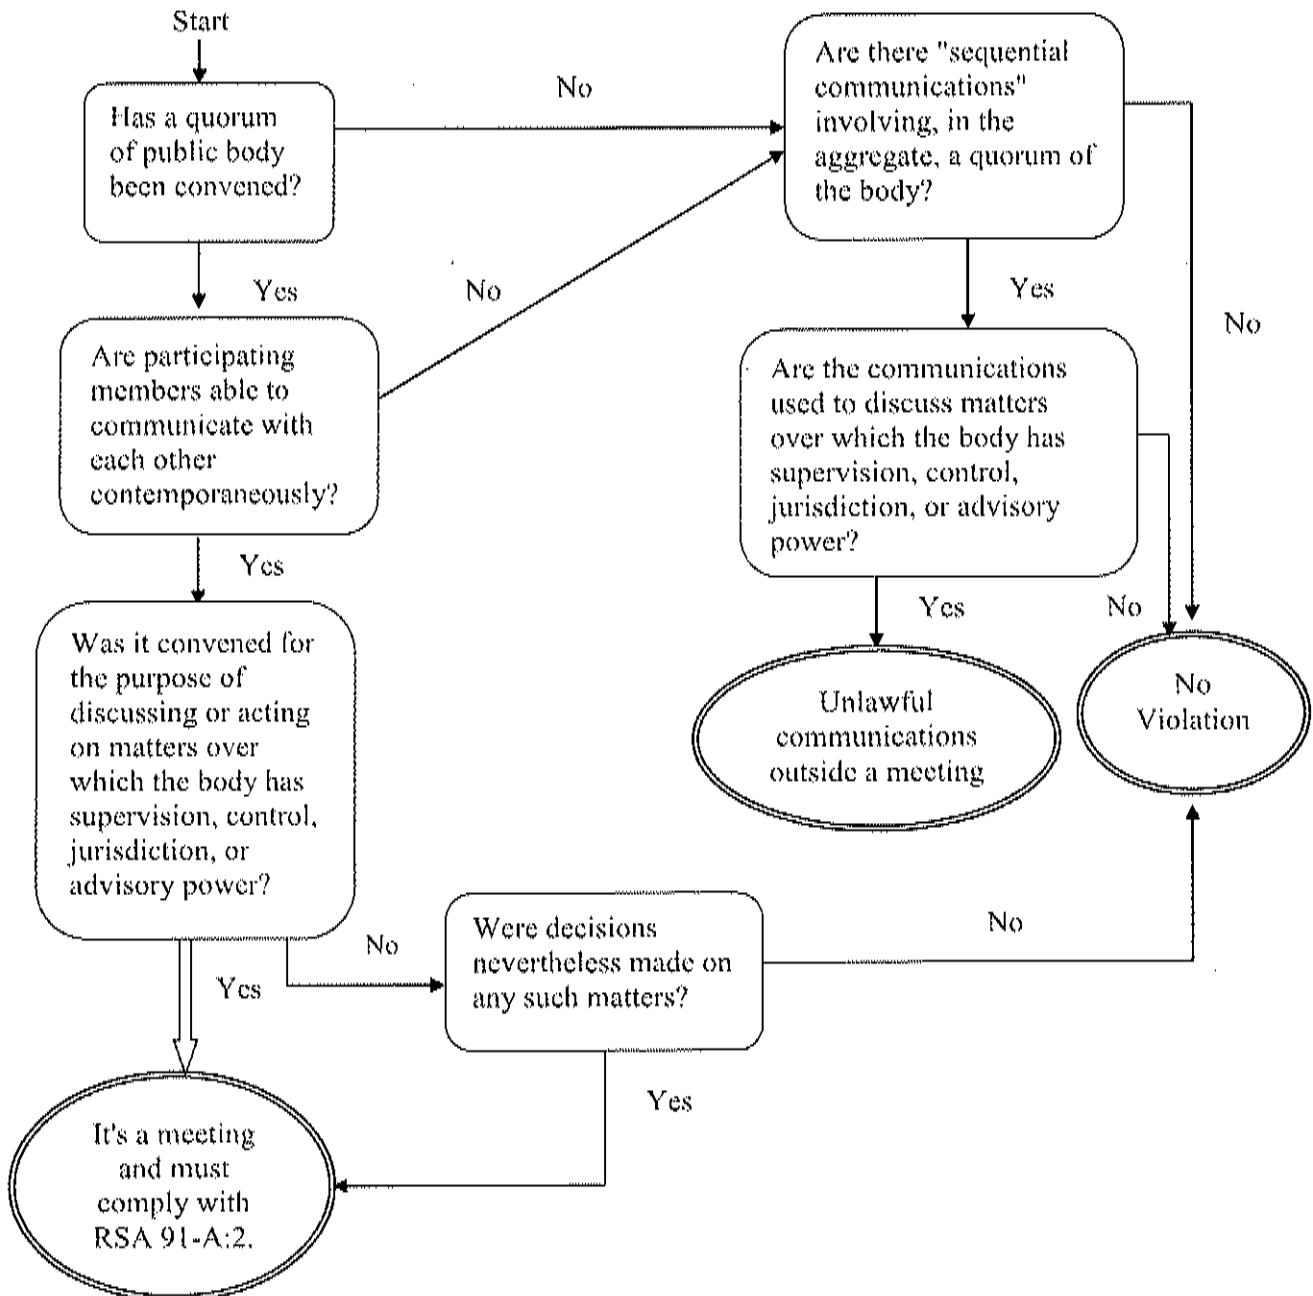 Start
Has a quorum
of public body
been convened?
No
Are there "sequential
communications"
involving, in the
aggregate, a quorum of
the body?
Yes
No
Yes
No
Are participating
members able to
communicate with
each other
contemporaneously?
Are the communications
used to discuss matters
over which the body has
supervision, control,
jurisdiction, or advisory
power?
Yes
Yes
No
Was it convened for
the purpose of
discussing or acting
on matters over
which the body has
supervision, control,
jurisdiction, or
advisory power?
Unlawful
communications
outside a meeting
No
Violation
No
Yes
Were decisions
nevertheless made on
any such matters?
No
Yes
It's a meeting
and must
comply with
RSA 91-A:2.